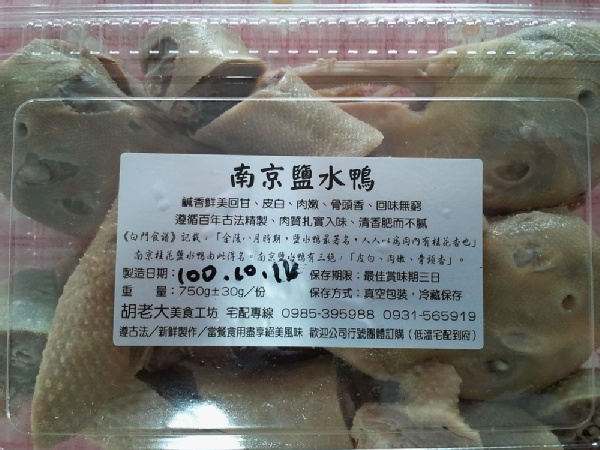 南京鹽水鴨
鹹香鮮美回甘、皮白、肉嫩、骨頭香、回味無窮
遵循百年古法精製、肉質扎實入味、清香肥而不膩
《白門食譜》記載，「金陵八月時期，鹽水鴨最著名，人人以為肉內有桂花香也」
南京桂花鹽水鴨由此得名。南京鹽水鴨有三絕，「皮白、肉嫩、骨頭香」。
製造日期：100.10.12 保存期限：最佳賞味期三日
重 量：750g±30g／份 保存方式：真空包裝，冷藏保存
胡老大美食工坊 宅配專線 0985-395988 0931-565919
遵古法／新鮮製作／當餐食用盡享絕美風味 歡迎公司行號團體訂購（低溫宅配到府）